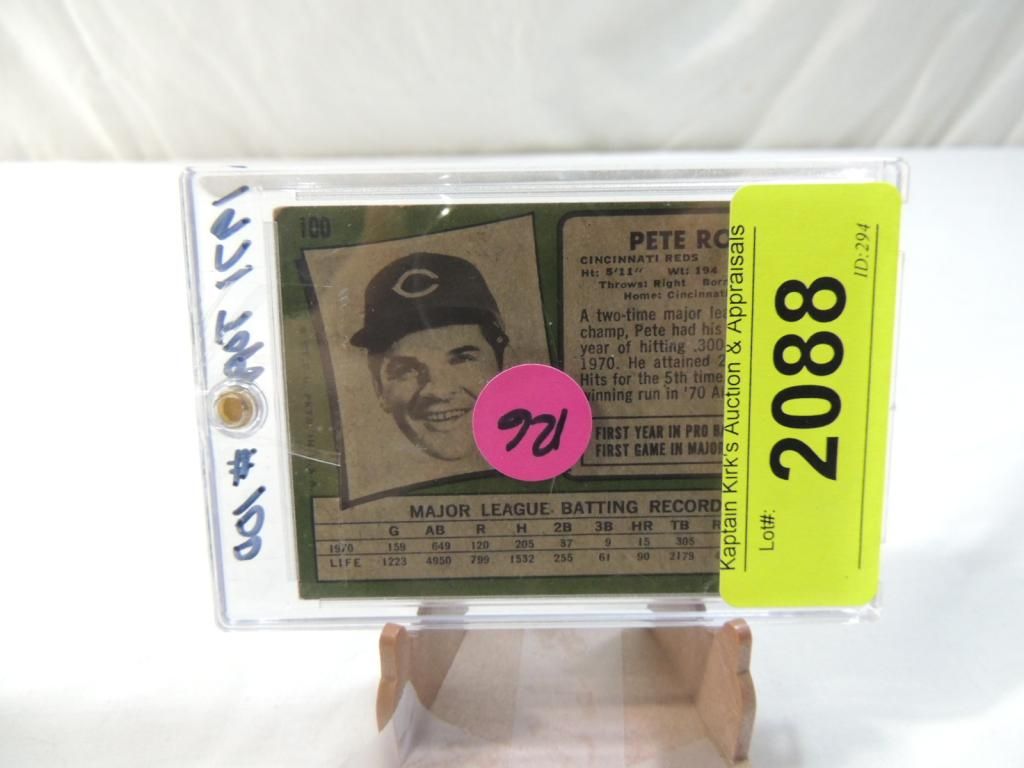 100
PETE RO
CINCINNATI REDS
Ht: 5'11" Wt: 194
Throws: Right Born
Home: Cincinnati
A two-time major lea
champ, Pete had his
year of hitting .300
1970. He attained 2
Hits for the 5th time
winning run in '70 A
FIRST YEAR IN PRO BA
FIRST GAME IN MAJOR
MAJOR LEAGUE BATTING RECORD
G AB R H 2B 3B HR TB R
1970 159 649 120 205 37 9 15 305
LIFE 1223 4950 799 1532 255 61 90 2179
126
Kaptain Kirk's Auction & Appraisals
Lot#:
2088
ID:294
1971
#100